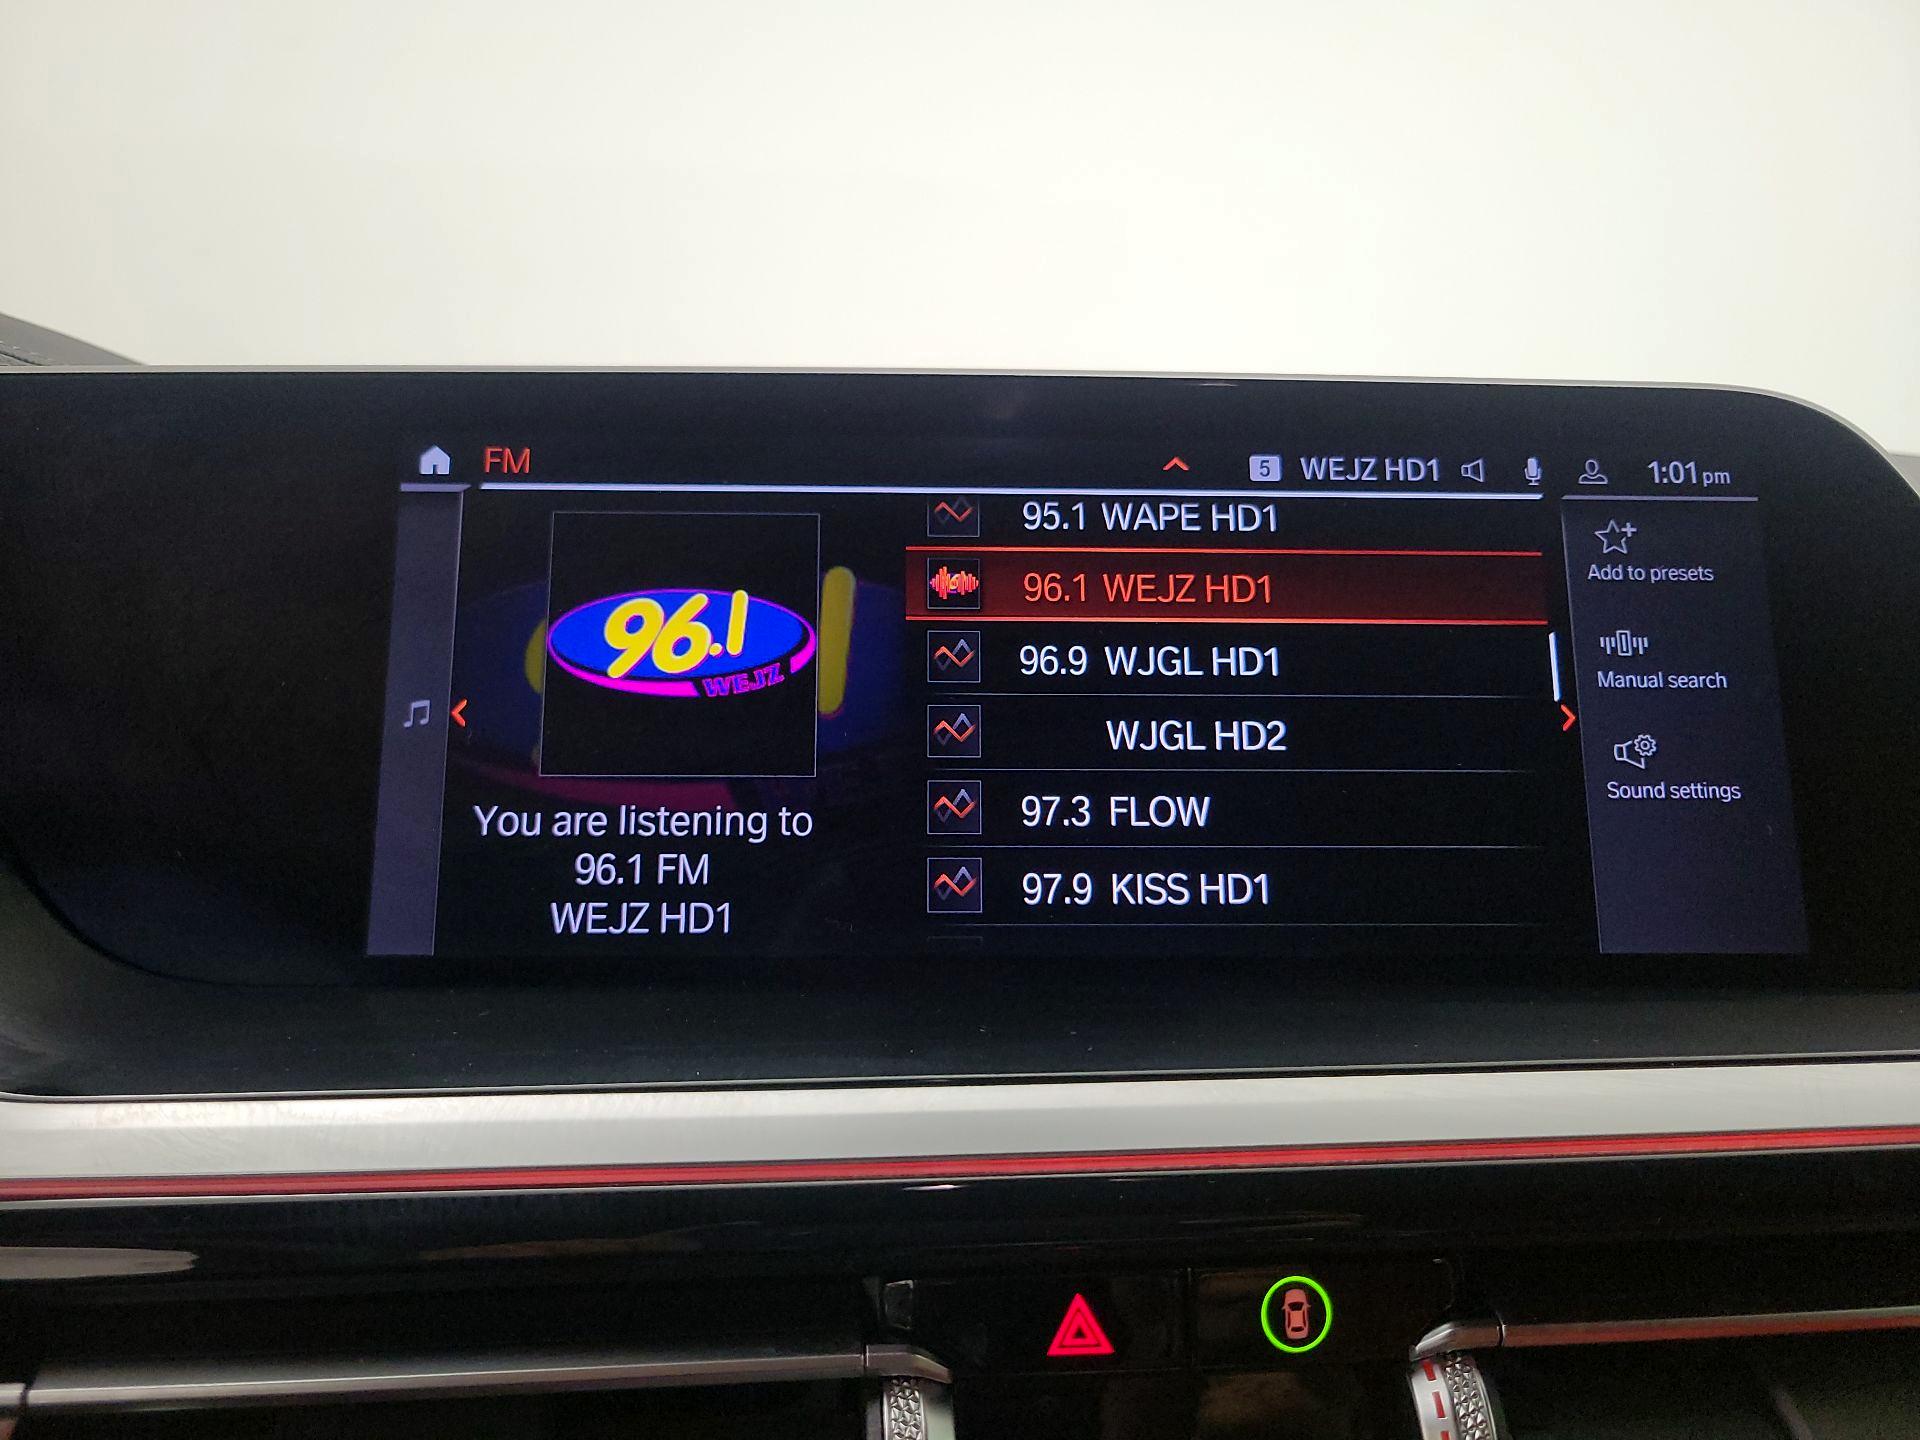 FM
5 WEJZ HD1
1:01 pm
95.1 WAPE HD1
96.1 WEJZ HD1
96.9 WJGL HD1
WJGL HD2
97.3 FLOW
97.9 KISS HD1
96.1
WEJZ
You are listening to
96.1 FM
WEJZ HD1
Add to presets
Manual search
Sound settings